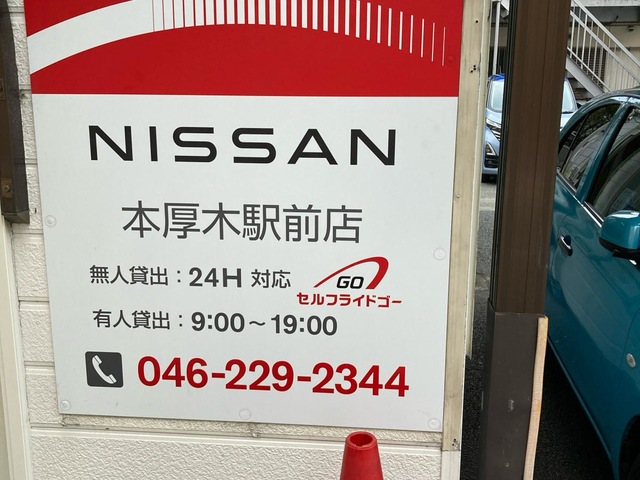 NISSAN
本厚木駅前店
無人貸出：24H 対応 GO
セルフライドゴー
有人貸出：9:00～19:00
046-229-2344